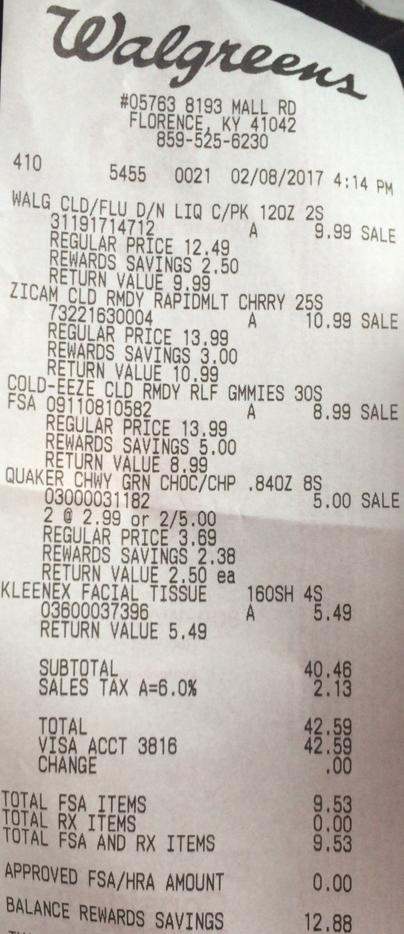 Walgreens
#05763 8193 MALL RD
FLORENCE, KY 41042
859-525-6230
410 5455 0021 02/08/2017 4:14 PM
WALG CLD/FLU D/N LIQ C/PK 12OZ 2S
31191714712 A 9.99 SALE
REGULAR PRICE 12.49
REWARDS SAVINGS 2.50
RETURN VALUE 9.99
ZICAM CLD RMDY RAPIDMLT CHRRY 25S
73221630004 A 10.99 SALE
REGULAR PRICE 13.99
REWARDS SAVINGS 3.00
RETURN VALUE 10.99
COLD-EEZE CLD RMDY RLF GMMIES 30S
FSA 09110810582 A 8.99 SALE
REGULAR PRICE 13.99
REWARDS SAVINGS 5.00
RETURN VALUE 8.99
QUAKER CHWY GRN CHOC/CHP .84OZ 8S
03000031182 5.00 SALE
2 @ 2.99 or 2/5.00
REGULAR PRICE 3.69
REWARDS SAVINGS 2.38
RETURN VALUE 2.50 ea
KLEENEX FACIAL TISSUE 160SH 4S
03600037396 A 5.49
RETURN VALUE 5.49
SUBTOTAL 40.46
SALES TAX A=6.0% 2.13
TOTAL 42.59
VISA ACCT 3816 42.59
CHANGE .00
TOTAL FSA ITEMS 9.53
TOTAL RX ITEMS 0.00
TOTAL FSA AND RX ITEMS 9.53
APPROVED FSA/HRA AMOUNT 0.00
BALANCE REWARDS SAVINGS 12.88